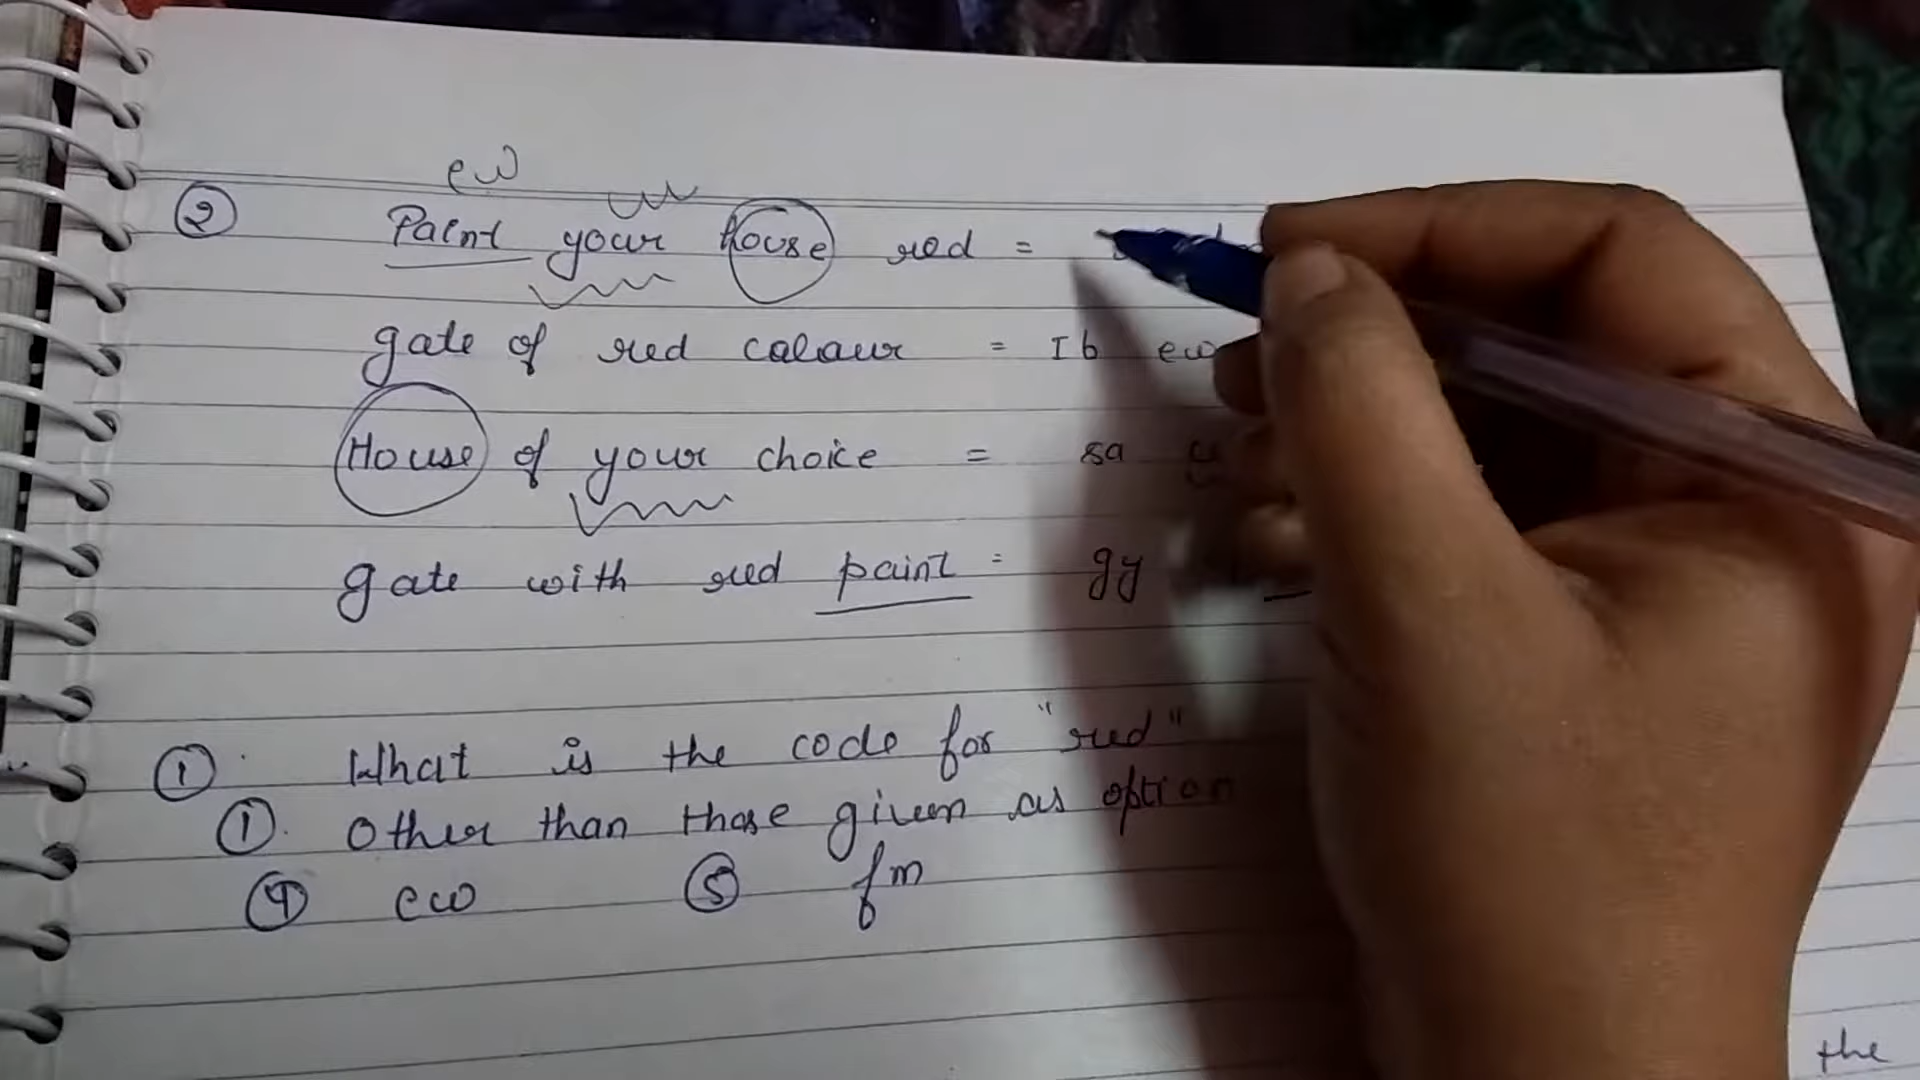 ew
② Paint your House red =
gate of red calaur = Ib ew
House of your choice = sa
gate with red paint = gy
①. What is the code for "red"
①. Other than those given as option
④ ew ⑤ fm
the